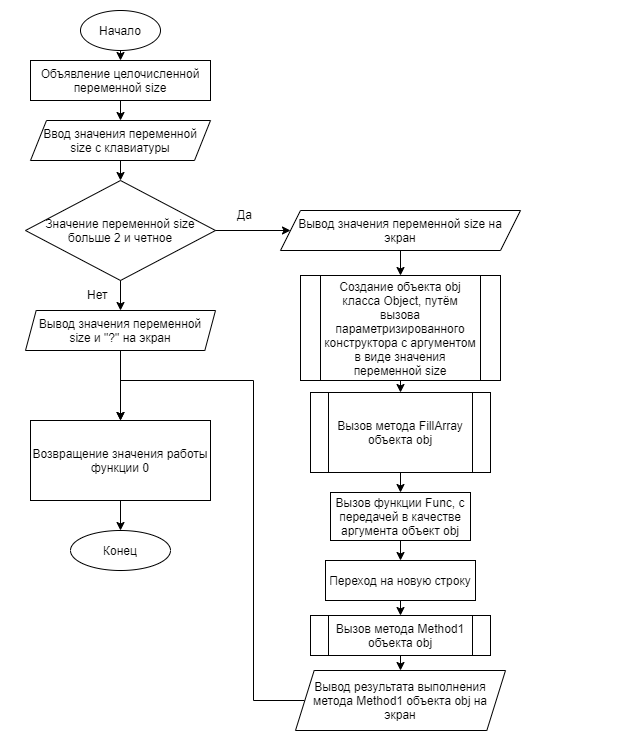 Начало
Объявление целочисленной
переменной size
Ввод значения переменной
size с клавиатуры
Значение переменной size
больше 2 и четное
Да
Нет
Вывод значения переменной
size и "?" на экран
Возвращение значения работы
функции 0
Конец
Вывод значения переменной size на
экран
Создание объекта obj
класса Object, путём
вызова
параметризированного
конструктора с аргументом
в виде значения
переменной size
Вызов метода FillArray
объекта obj
Вызов функции Func, с
передачей в качестве
аргумента объект obj
Переход на новую строку
Вызов метода Method1
объекта obj
Вывод результата выполнения
метода Method1 объекта obj на
экран